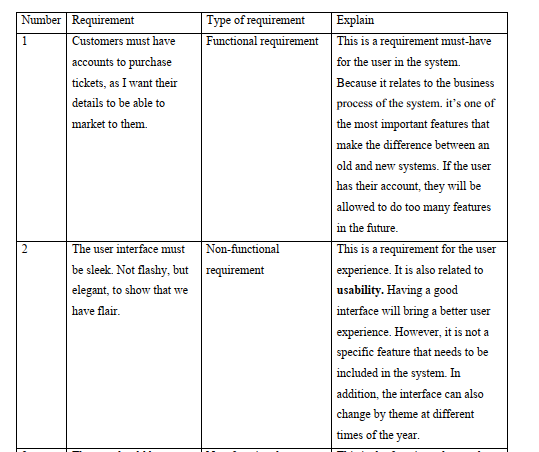 Number Requirement Type of requirement Explain
1 Customers must have Functional requirement This is a requirement must-have
accounts to purchase for the user in the system.
tickets, as I want their Because it relates to the business
details to be able to process of the system. it’s one of
market to them. the most important features that
make the difference between an
old and new systems. If the user
has their account, they will be
allowed to do too many features
in the future.
2 The user interface must Non-functional This is a requirement for the user
be sleek. Not flashy, but requirement experience. It is also related to
elegant, to show that we usability. Having a good
have flair. interface will bring a better user
experience. However, it is not a
specific feature that needs to be
included in the system. In
addition, the interface can also
change by theme at different
times of the year.